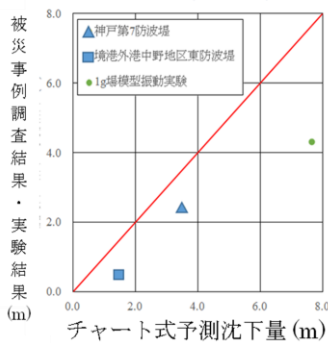 被災事例調査結果・実験結果(m)
8.0
6.0
4.0
2.0
0.0
神戸第7防波堤
境港外港中野地区東防波堤
1g場模型振動実験
0.0 2.0 4.0 6.0 8.0
チャート式予測沈下量(m)